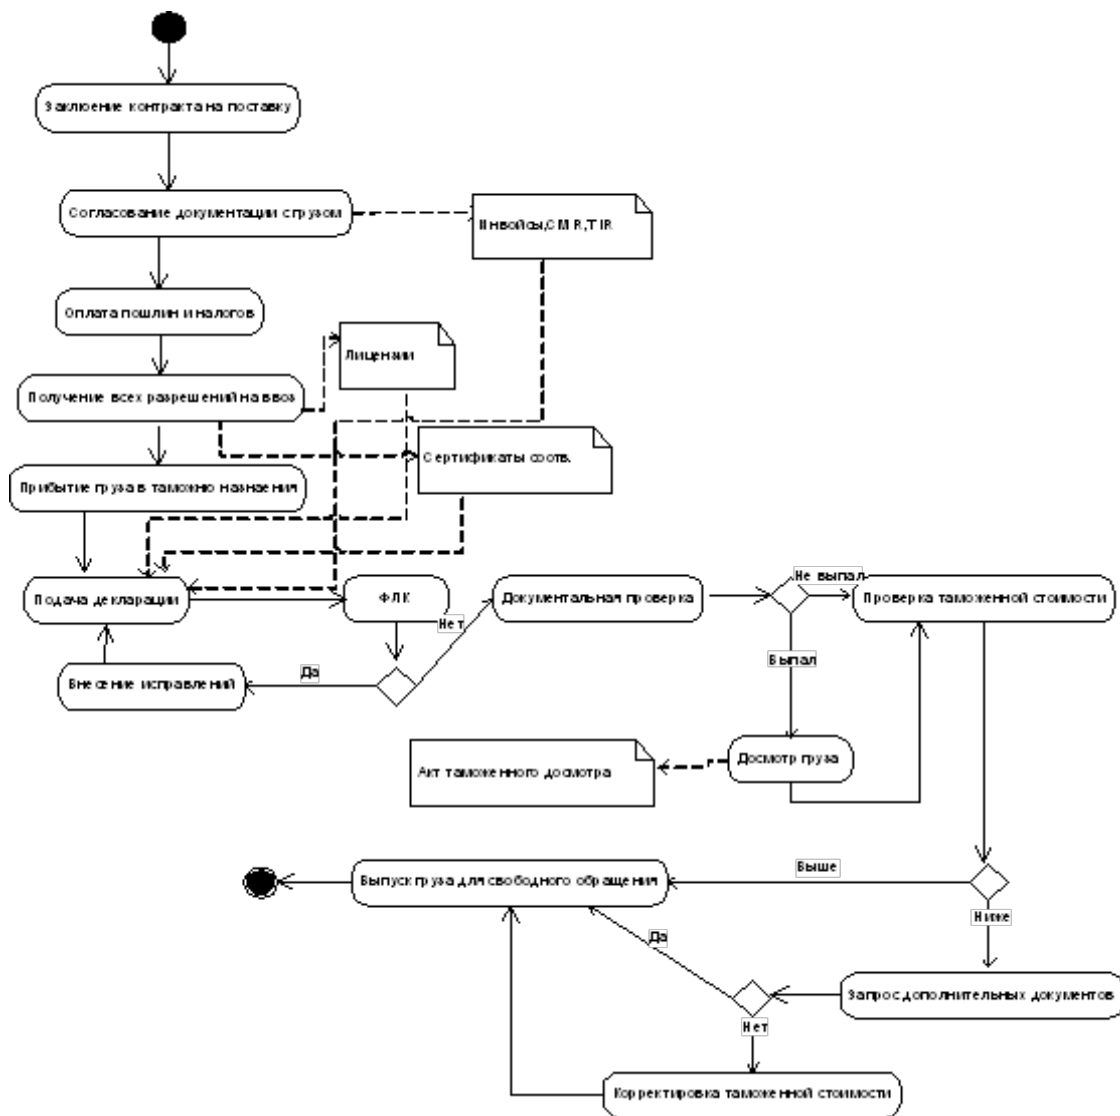 Заклюение контракта на поставку
Согласование документации с грузом
Инвойсы,CMR,TIR
Оплата пошлин и налогов
Лицензии
Получение всех разрешений на ввоз
Сертификаты соотв.
Прибытие груза в таможню назнаения
Не выпал
Подача декларации
ФЛК
Документальная проверка
Проверка таможенной стоимости
Нет
Выпал
Да
Внесение исправлений
Досмотр груза
Акт таможенного досмотра
Выше
Выпуск груза для свободного обращения
Ниже
Да
Запрос дополнительных документов
Нет
Корректировка таможенной стоимости